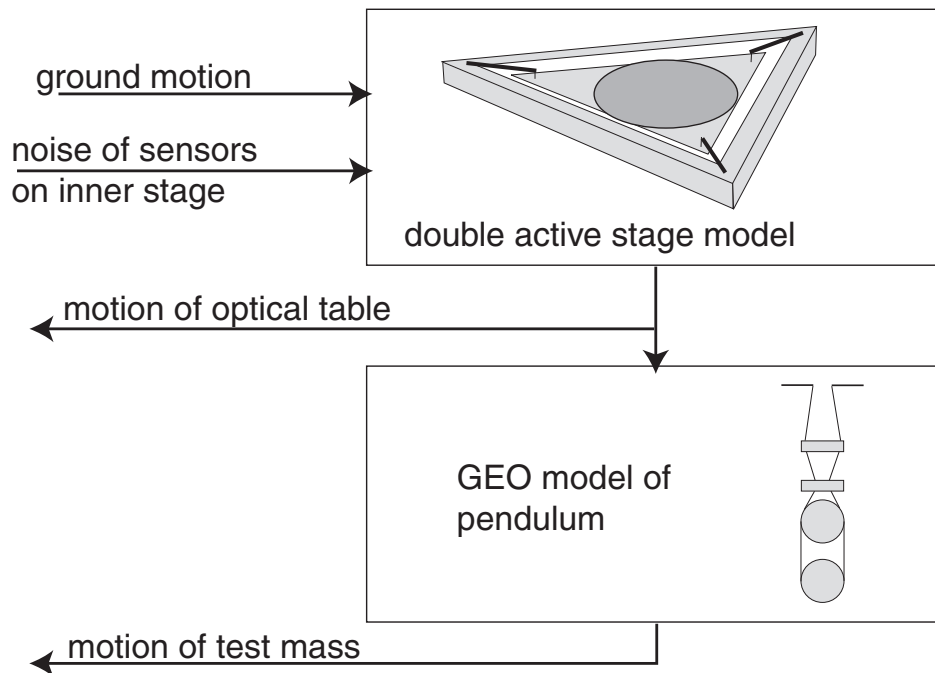 ground motion
noise of sensors
on inner stage
double active stage model
motion of optical table
GEO model of
pendulum
motion of test mass